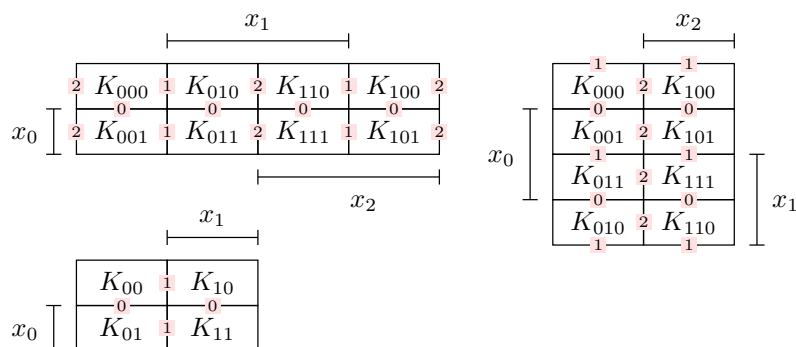 x₁ x₂
1 1
2 K₀₀₀ 1 K₀₁₀ 2 K₁₁₀ 1 K₁₀₀ 2 K₀₀₀ 2 K₁₀₀
0 0 0 0 0 0
x₀ 2 K₀₀₁ 1 K₀₁₁ 2 K₁₁₁ 1 K₁₀₁ 2 K₀₀₁ 2 K₁₀₁
x₀ 1 1
K₀₁₁ 2 K₁₁₁
x₂ 0 0 x₁
x₁ K₀₁₀ 2 K₁₁₀
1 1
K₀₀ 1 K₁₀
0 0
x₀ K₀₁ 1 K₁₁